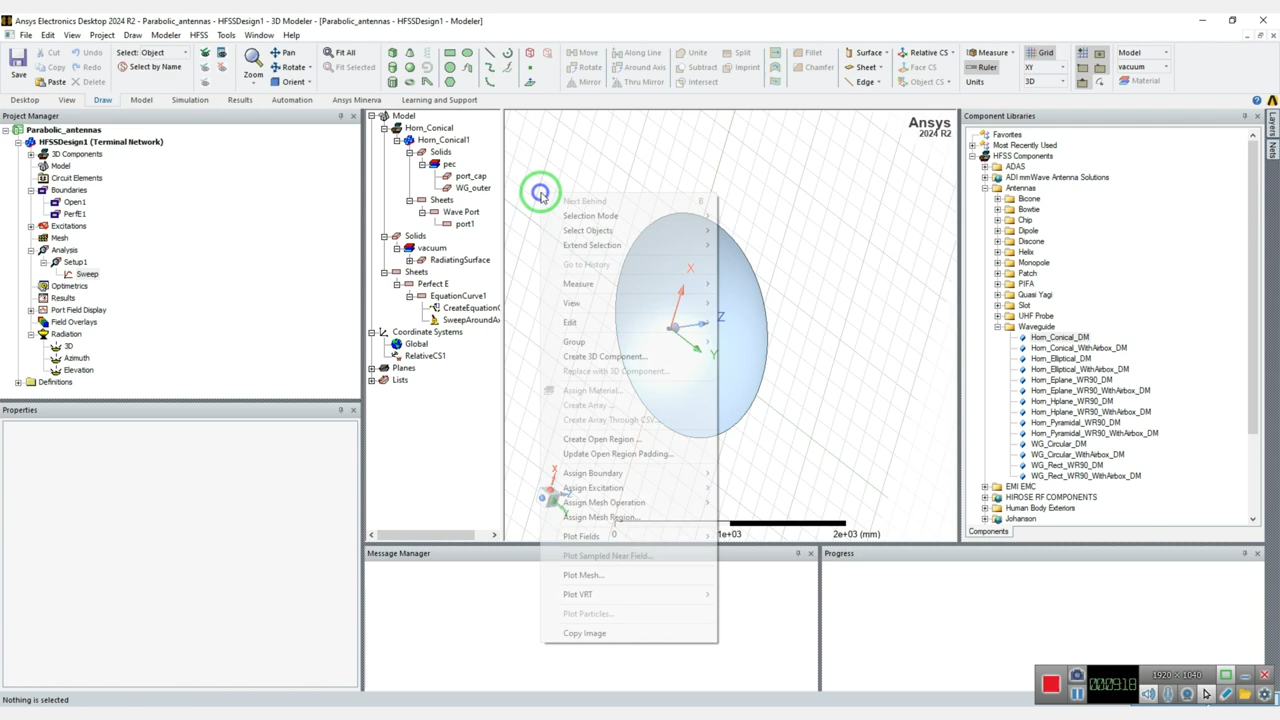 Ansys Electronics Desktop 2024 R2 - Parabolic_antennas - HFSSDesign1 - 3D Modeler - [Parabolic_antennas - HFSSDesign1 - Modeler]
File Edit View Project Draw Modeler HFSS Tools Window Help
Save Cut Copy Paste Undo Redo Delete Select: Object Select by Name Zoom Pan Rotate Orient Fit All Fit Selected
Move Rotate Mirror Along Line Around Axis Thru Mirror Unite Subtract Intersect Split Imprint Fillet Chamfer Surface Sheet Edge Relative CS Face CS Object CS Measure Ruler Units Grid XY 3D Model vacuum Material
Desktop View Draw Model Simulation Results Automation Ansys Minerva Learning and Support
Project Manager
Parabolic_antennas
HFSSDesign1 (Terminal Network)
3D Components
Model
Circuit Elements
Boundaries
Open1
PerfE1
Excitations
Mesh
Analysis
Setup1
Sweep
Optimetrics
Results
Port Field Display
Field Overlays
Radiation
3D
Azimuth
Elevation
Definitions
Properties
Nothing is selected
Model
Horn_Conical
Horn_Conical1
Solids
pec
port_cap
WG_outer
Sheets
Wave Port
port1
Solids
vacuum
RadiatingSurface
Sheets
Perfect E
EquationCurve1
CreateEquationC
SweepAroundA
Coordinate Systems
Global
RelativeCS1
Planes
Lists
Ansys
2024 R2
X
Z
Y
X
Z
Y
0 1e+03 2e+03 (mm)
Next Behind B
Selection Mode
Select Objects
Extend Selection
Go to History
Measure
View
Edit
Group
Create 3D Component...
Replace with 3D Component...
Assign Material...
Create Array ...
Create Array Through CSV...
Create Open Region ...
Update Open Region Padding...
Assign Boundary
Assign Excitation
Assign Mesh Operation
Assign Mesh Region...
Plot Fields
Plot Sampled Near Field...
Plot Mesh...
Plot VRT
Plot Particles...
Copy Image
Message Manager
Progress
Component Libraries
Favorites
Most Recently Used
HFSS Components
ADAS
ADI mmWave Antenna Solutions
Antennas
Bicone
Bowtie
Chip
Dipole
Discone
Horn
Helix
Monopole
Patch
PIFA
Quasi Yagi
Slot
UHF Probe
Waveguide
Horn_Conical_DM
Horn_Conical_WithAirbox_DM
Horn_Elliptical_DM
Horn_Elliptical_WithAirbox_DM
Horn_Eplane_WR90_DM
Horn_Eplane_WR90_WithAirbox_DM
Horn_Hplane_WR90_DM
Horn_Hplane_WR90_WithAirbox_DM
Horn_Pyramidal_WR90_DM
Horn_Pyramidal_WR90_WithAirbox_DM
WG_Circular_DM
WG_Circular_WithAirbox_DM
WG_Rect_WR90_DM
WG_Rect_WR90_WithAirbox_DM
EMI EMC
HIROSE RF COMPONENTS
Human Body Exteriors
Johanson
Components
Layers
Nets
1920 × 1040